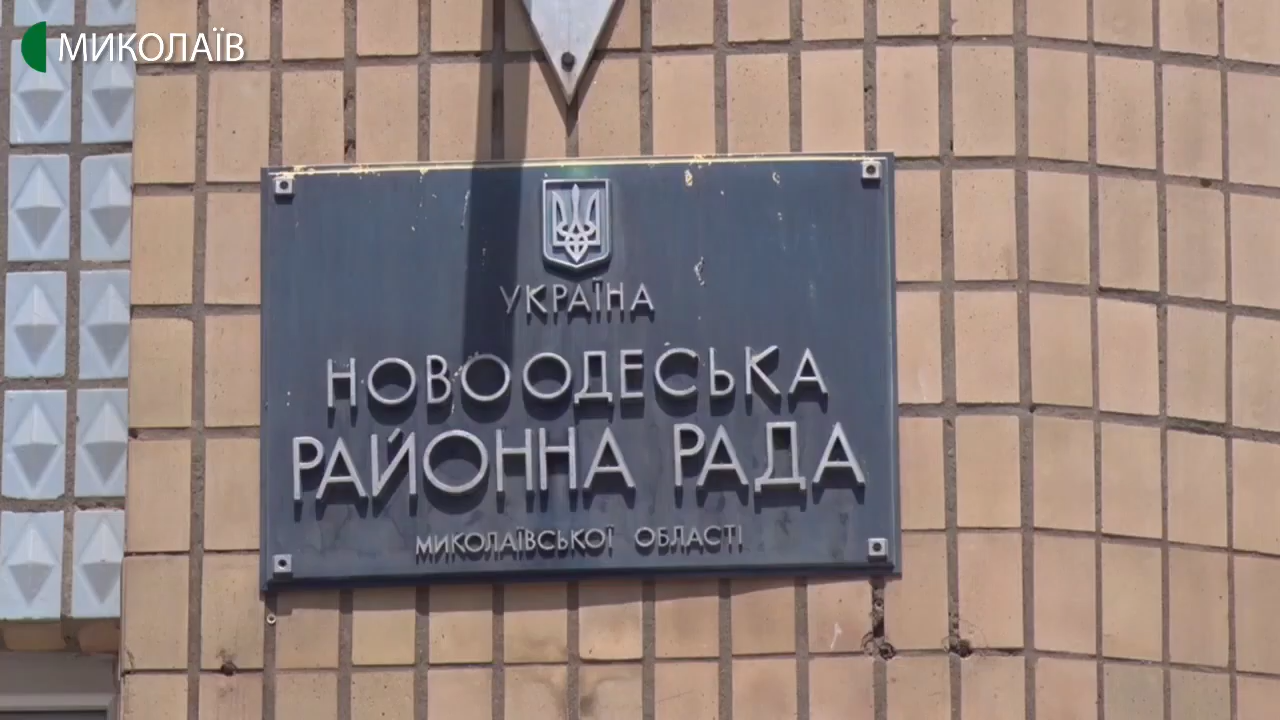 МИКОЛАЇВ
УКРАЇНА
НОВООДЕСЬКА
РАЙОННА РАДА
МИКОЛАЇВСЬКОЇ ОБЛАСТІ